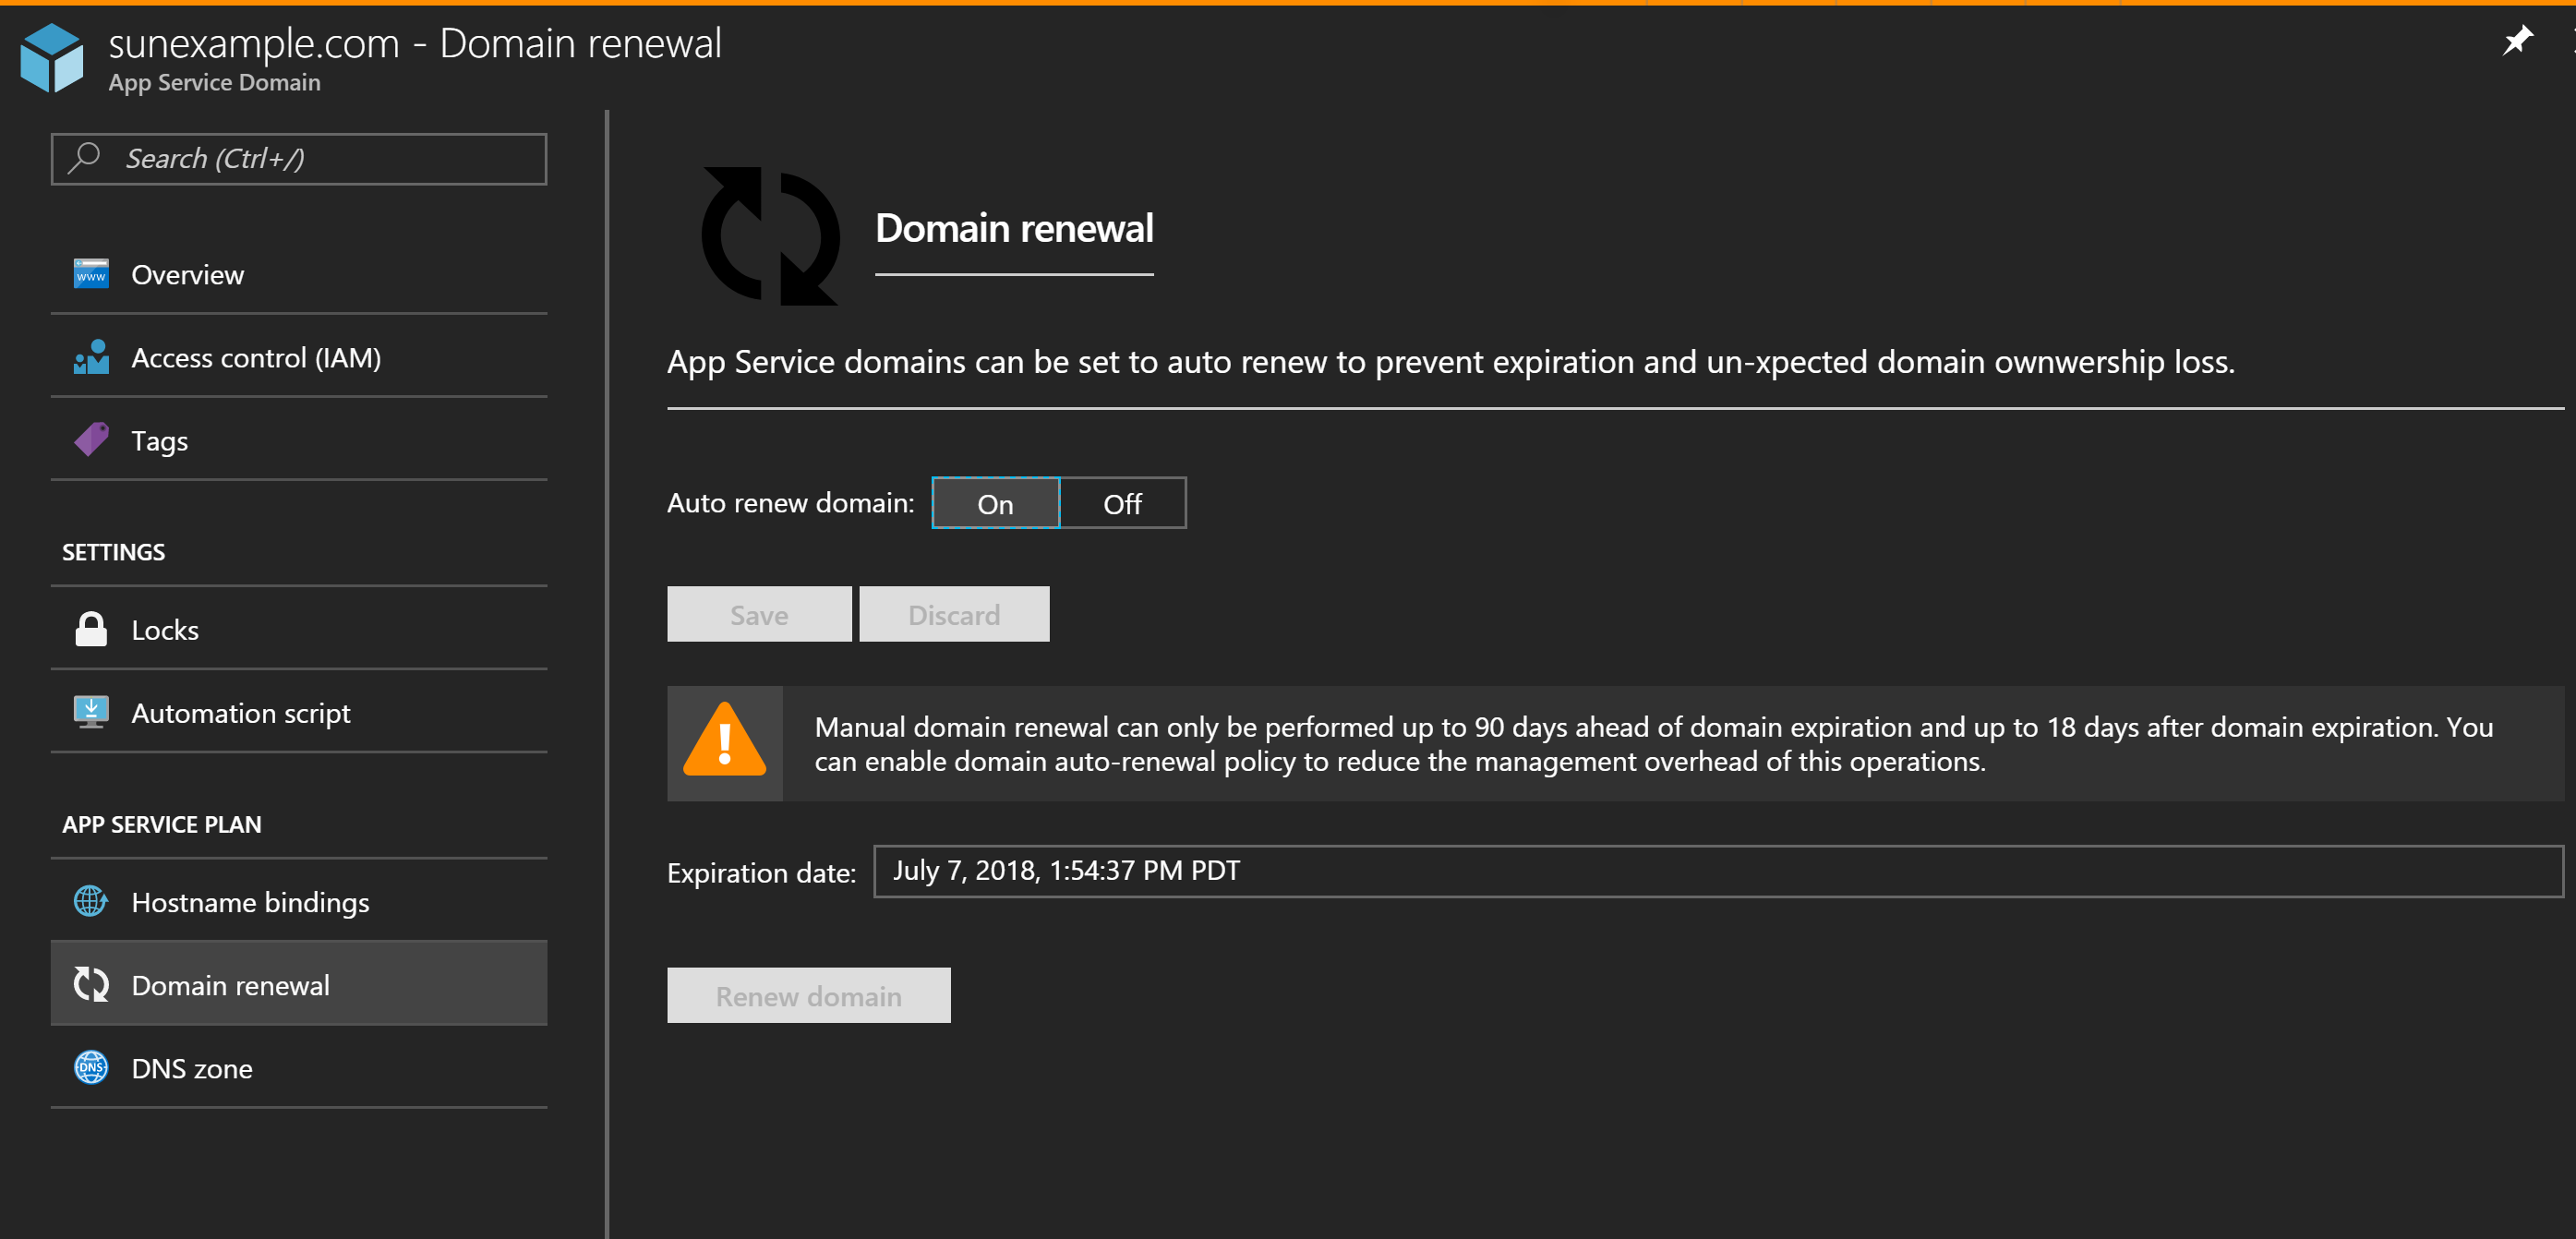 sunexample.com - Domain renewal
App Service Domain
Search (Ctrl+/)
www
Overview
Access control (IAM)
Tags
SETTINGS
Locks
Automation script
APP SERVICE PLAN
Hostname bindings
Domain renewal
DNS
DNS zone
Domain renewal
App Service domains can be set to auto renew to prevent expiration and un-xpected domain ownwership loss.
Auto renew domain: On Off
Save Discard
Manual domain renewal can only be performed up to 90 days ahead of domain expiration and up to 18 days after domain expiration. You
can enable domain auto-renewal policy to reduce the management overhead of this operations.
Expiration date: July 7, 2018, 1:54:37 PM PDT
Renew domain